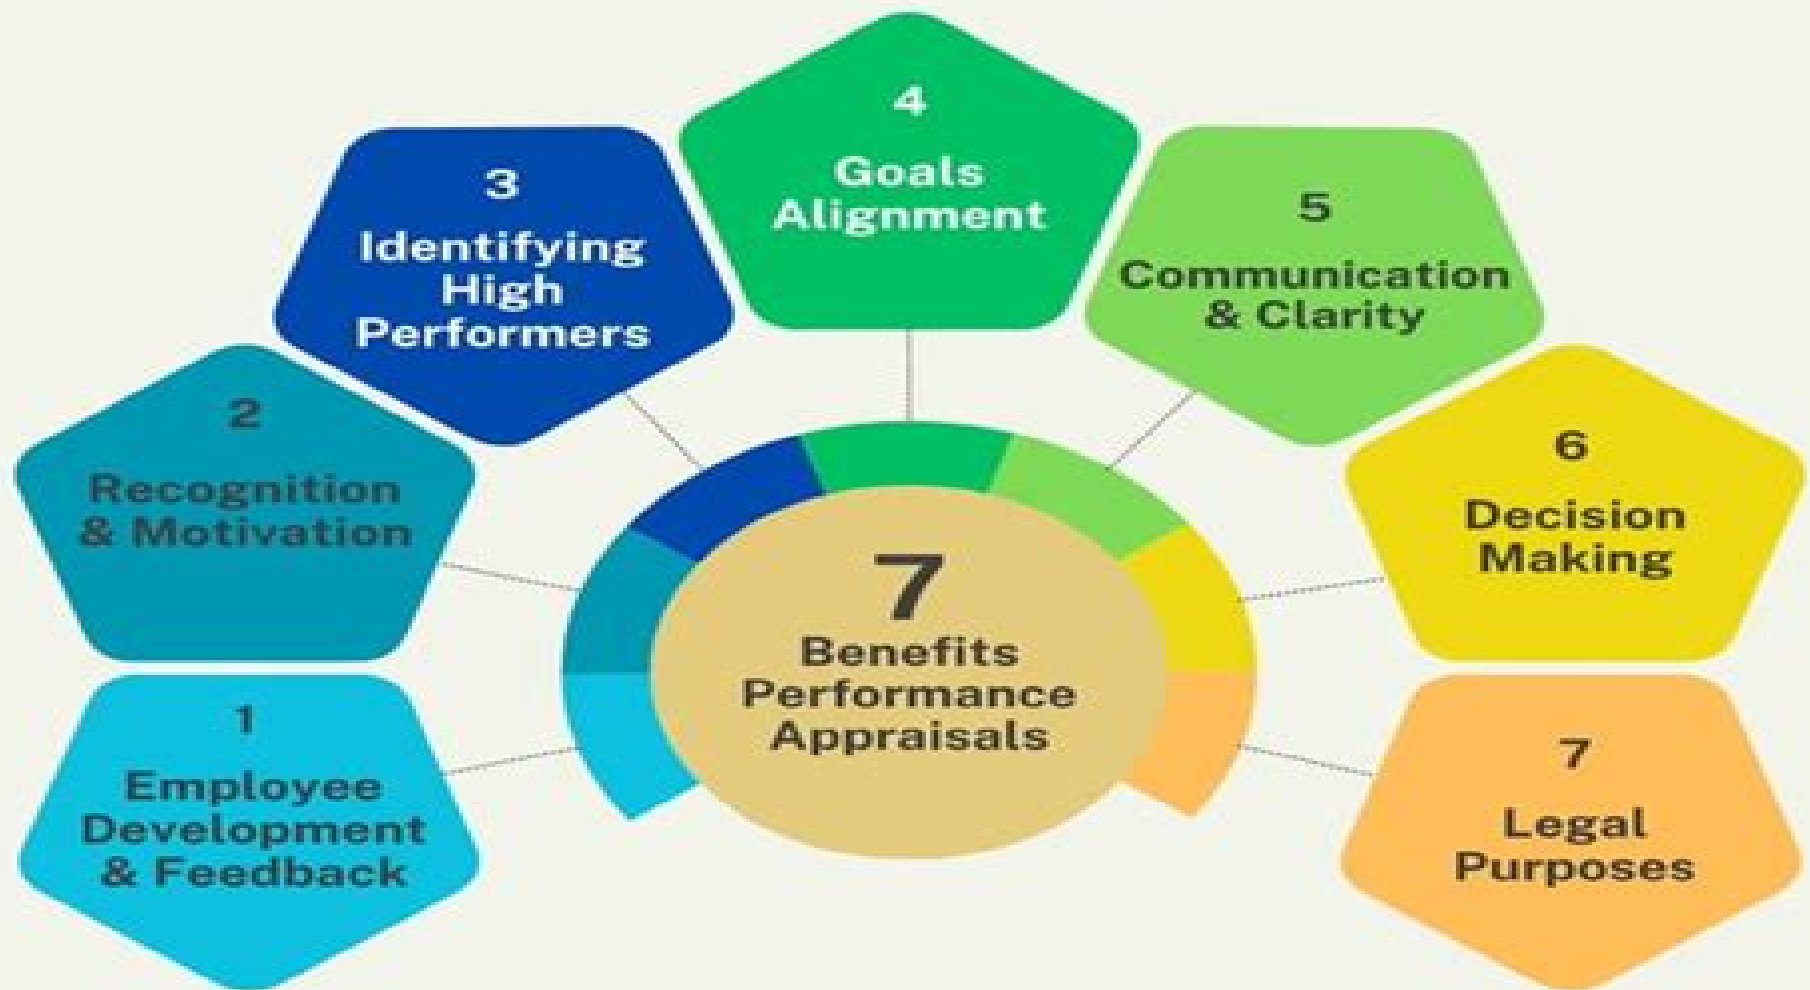 1
Employee
Development
& Feedback
2
Recognition
& Motivation
3
Identifying
High
Performers
4
Goals
Alignment
5
Communication
& Clarity
6
Decision
Making
7
Legal
Purposes
7
Benefits
Performance
Appraisals